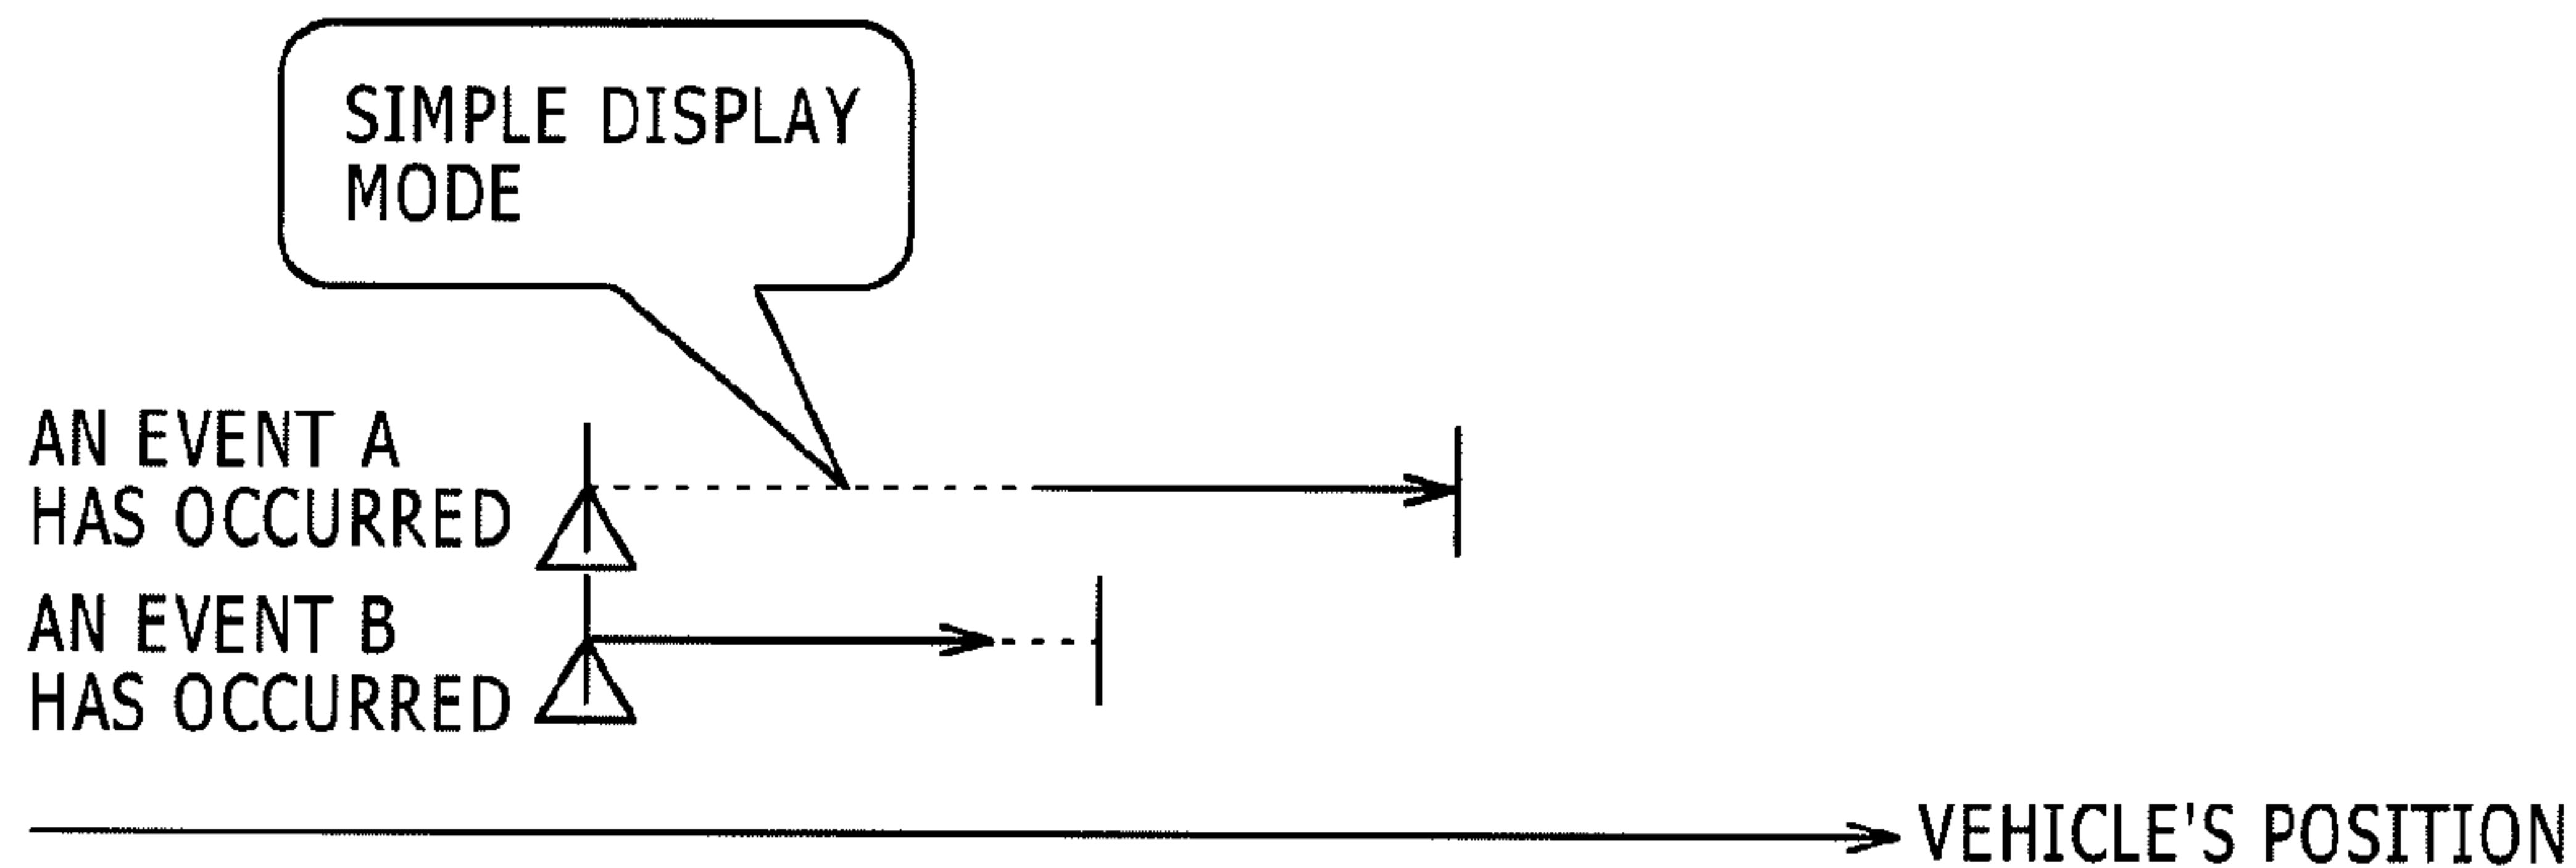 SIMPLE DISPLAY
MODE
AN EVENT A
HAS OCCURRED
AN EVENT B
HAS OCCURRED
VEHICLE'S POSITION